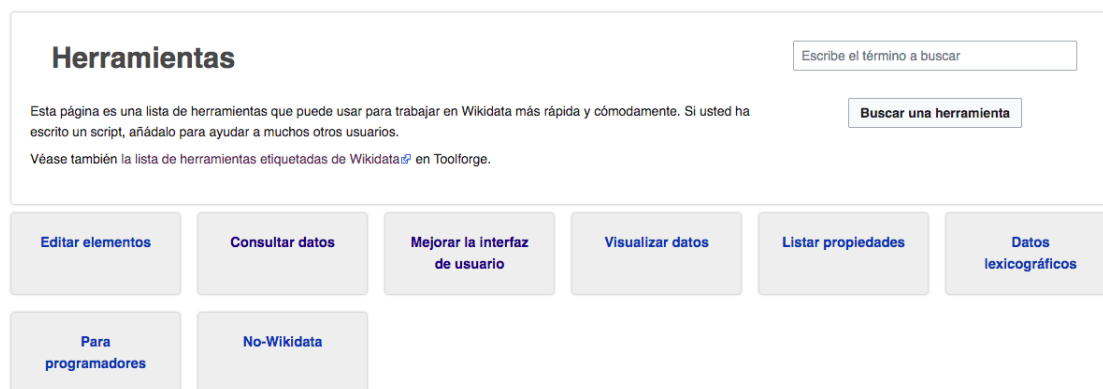 Herramientas
Escribe el término a buscar
Esta página es una lista de herramientas que puede usar para trabajar en Wikidata más rápida y cómodamente. Si usted ha
escrito un script, añádalo para ayudar a muchos otros usuarios.
Buscar una herramienta
Véase también la lista de herramientas etiquetadas de Wikidata en Toolforge.
Editar elementos
Consultar datos
Mejorar la interfaz
de usuario
Visualizar datos
Listar propiedades
Datos
lexicográficos
Para
programadores
No-Wikidata